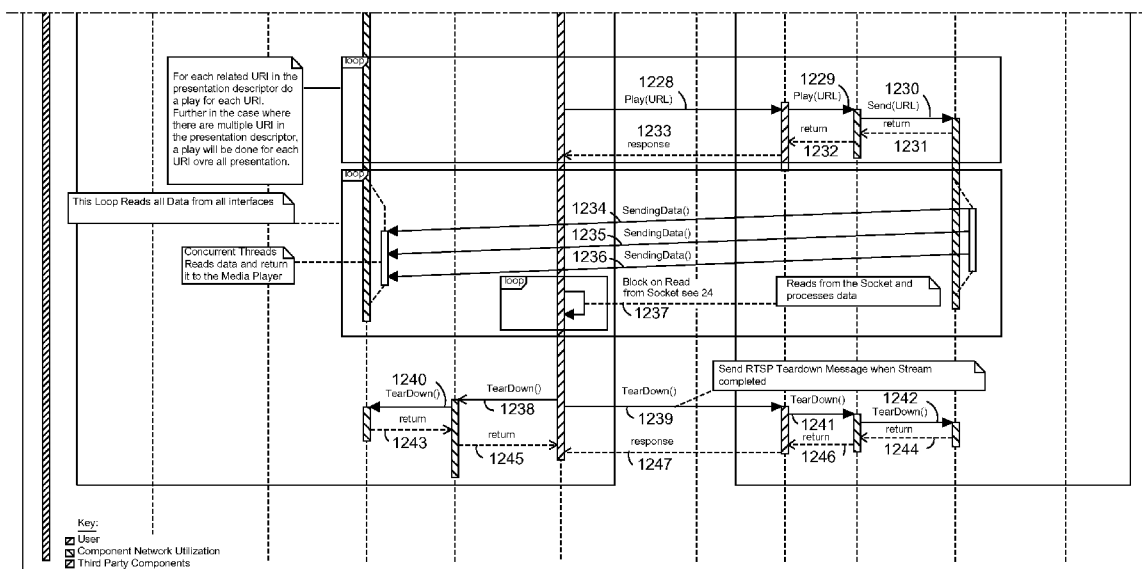 loop
For each related URI in the
presentation descriptor do
a play for each URI.
Further in the case where
there are multiple URI in
the presentation descriptor,
a play will be done for each
URI ovre all presentation.
1228
Play(URL)
1229
Play(URL)
1230
Send(URL)
1233
response
return
1232
return
1231
loop
This Loop Reads all Data from all interfaces
1234
SendingData()
1235
SendingData()
1236
SendingData()
Concurrent Threads
Reads data and return
it to the Media Player
loop
Block on Read
from Socket see 24
1237
Reads from the Socket and
processes data
Send RTSP Teardown Message when Stream
completed
1240
TearDown()
TearDown()
1238
TearDown()
1239
TearDown()
1241
1242
TearDown()
return
1243
return
1245
response
1247
return
1246
return
1244
Key:
User
Component Network Utilization
Third Party Components